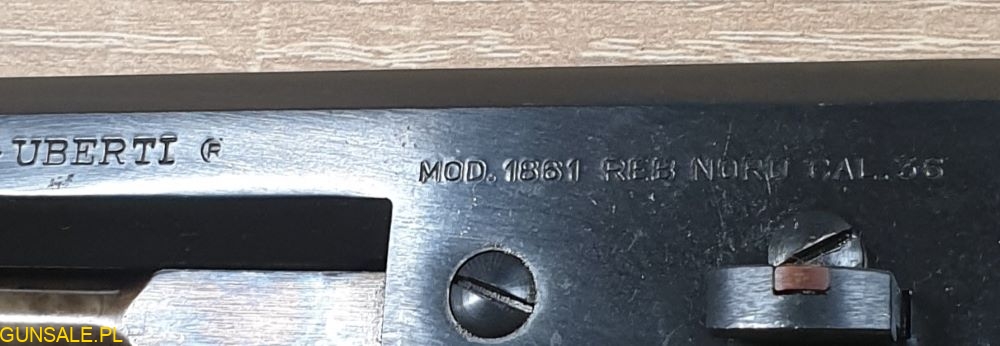 UBERTI ®
MOD. 1861 REB NORD CAL. 36
GUNSALE.PL